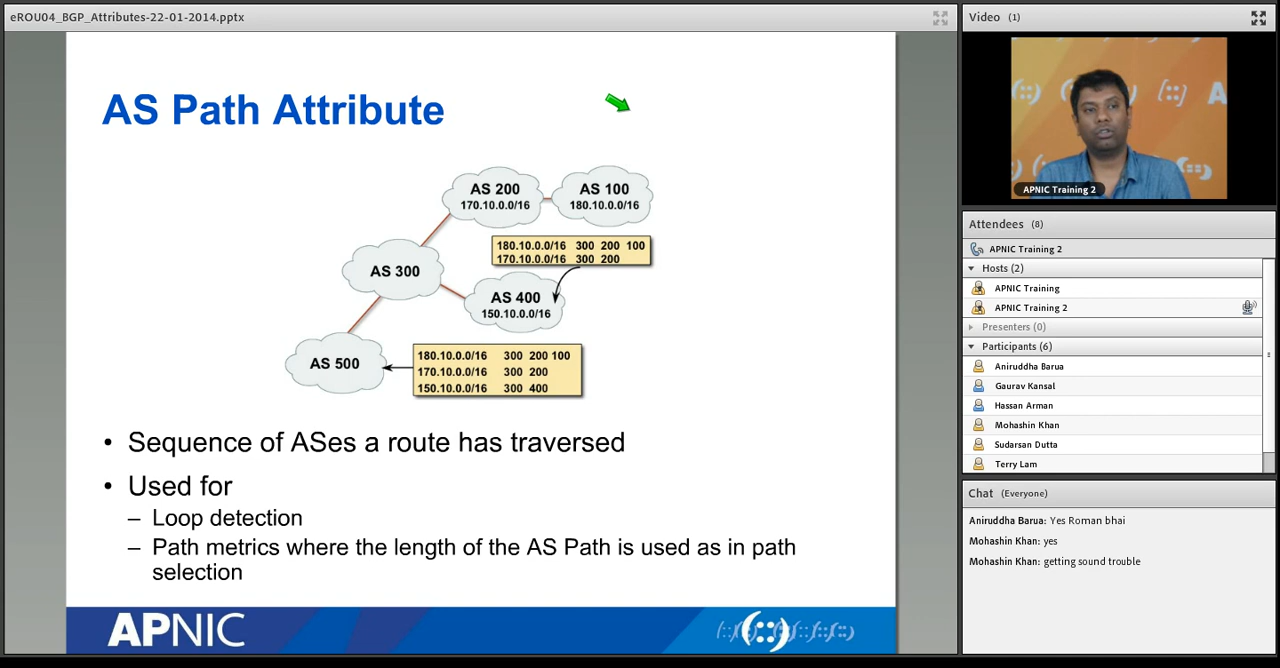 eROU04_BGP_Attributes-22-01-2014.pptx
AS Path Attribute
AS 200
170.10.0.0/16
AS 100
180.10.0.0/16
180.10.0.0/16 300 200 100
170.10.0.0/16 300 200
AS 300
AS 400
150.10.0.0/16
AS 500
180.10.0.0/16 300 200 100
170.10.0.0/16 300 200
150.10.0.0/16 300 400
• Sequence of ASes a route has traversed
• Used for
– Loop detection
– Path metrics where the length of the AS Path is used as in path
selection
APNIC
Video (1)
APNIC Training 2
Attendees (8)
APNIC Training 2
Hosts (2)
APNIC Training
APNIC Training 2
Presenters (0)
Participants (6)
Aniruddha Barua
Gaurav Kansal
Hassan Arman
Mohashin Khan
Sudarsan Dutta
Terry Lam
Chat (Everyone)
Aniruddha Barua: Yes Roman bhai
Mohashin Khan: yes
Mohashin Khan: getting sound trouble